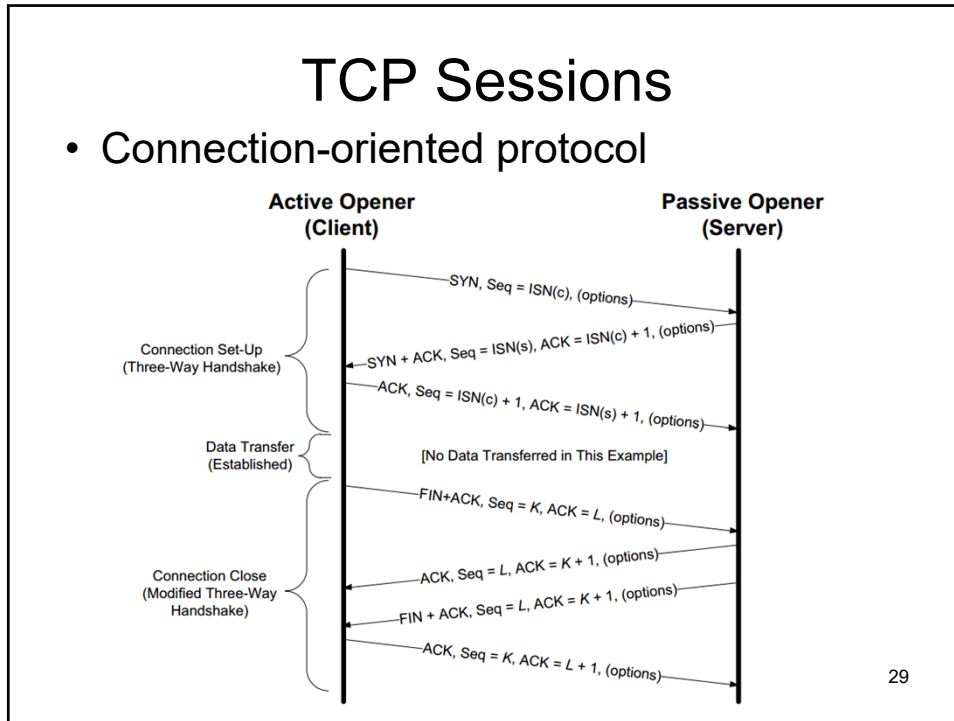 TCP Sessions
• Connection-oriented protocol
Active Opener
(Client)
Passive Opener
(Server)
SYN, Seq = ISN(c), (options)
SYN + ACK, Seq = ISN(s), ACK = ISN(c) + 1, (options)
Connection Set-Up
(Three-Way Handshake)
ACK, Seq = ISN(c) + 1, ACK = ISN(s) + 1, (options)
Data Transfer
(Established)
[No Data Transferred in This Example]
FIN+ACK, Seq = K, ACK = L, (options)
ACK, Seq = L, ACK = K + 1, (options)
Connection Close
(Modified Three-Way
Handshake)
FIN + ACK, Seq = L, ACK = K + 1, (options)
ACK, Seq = K, ACK = L + 1, (options)
29